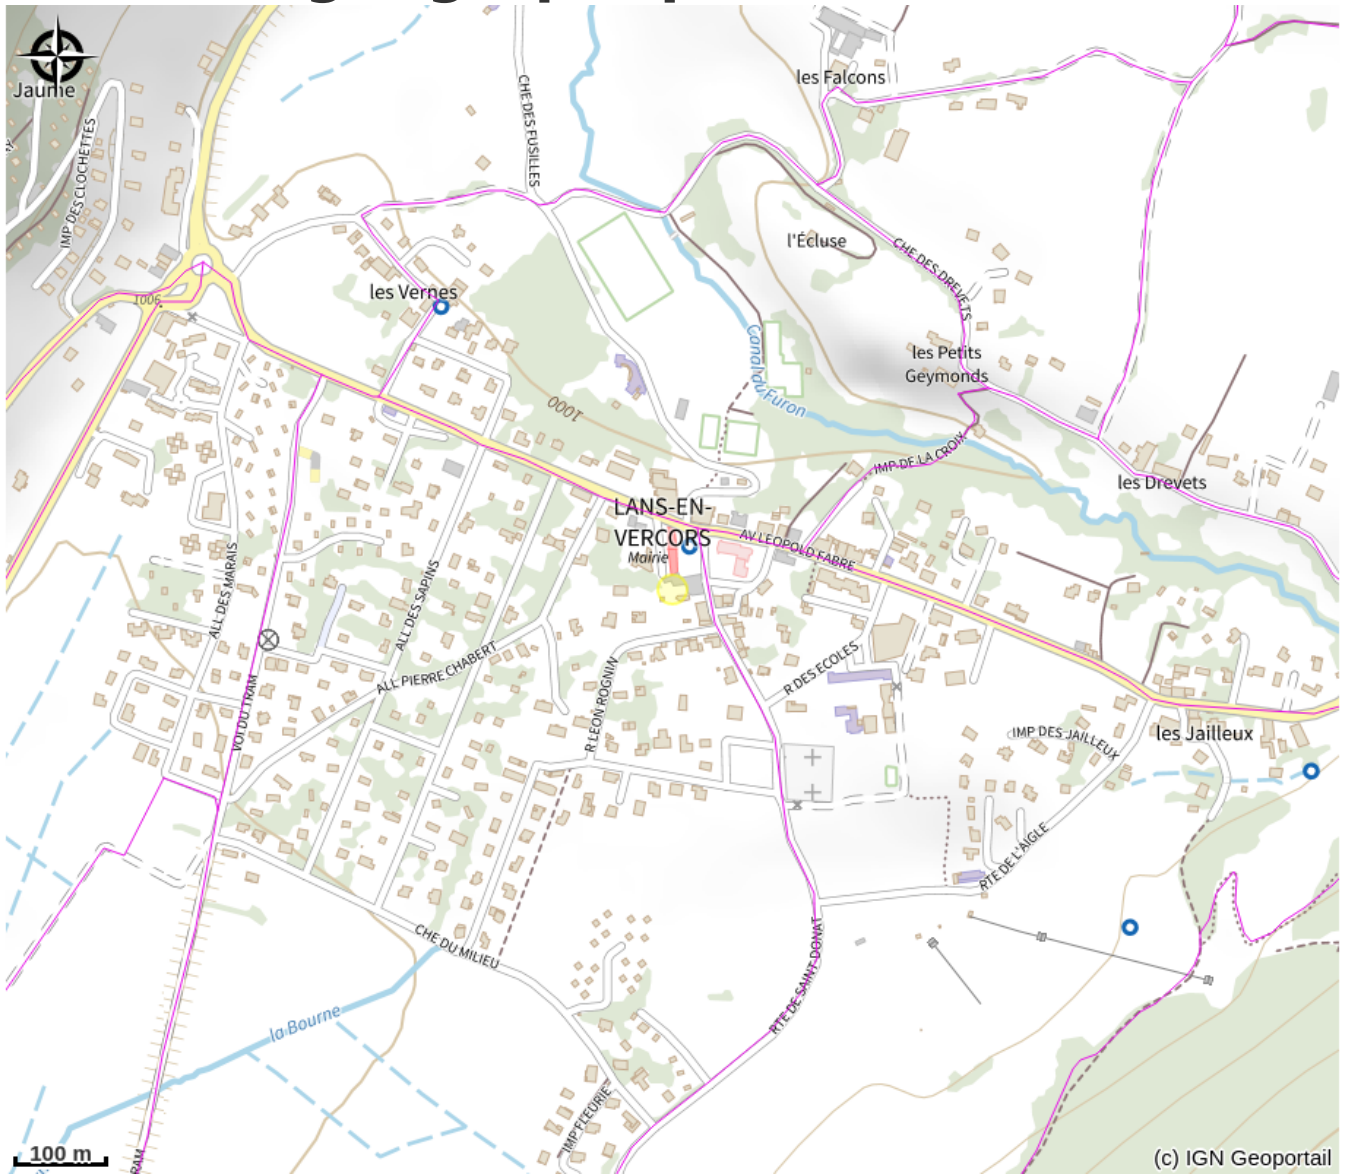 les Falcons
Jaume
CHE DES FUSILLES
IMP DES CLOCHETTES
l'Écluse
CHE DES DREVETS
les Vernes
1006
Canal du Furon
les Petits
Geymonds
1000
IMP DE LA CROIX
les Drevets
LANS-EN-
VERCORS
Mairie
AV LEOPOLD FABRE
ALL DES MARAIS
ALL DES SAPINS
ALL PIERRE CHABERT
R LEON ROGNIN
R DES ECOLES
VOI DU TRAM
IMP DES JAILLEUX
les Jailleux
RTE DE L'AIGLE
CHE DU MILIEU
RTE DE SAINT-DONAT
la Bourne
IMP FLEURIE
RAM
100 m
(c) IGN Geoportail